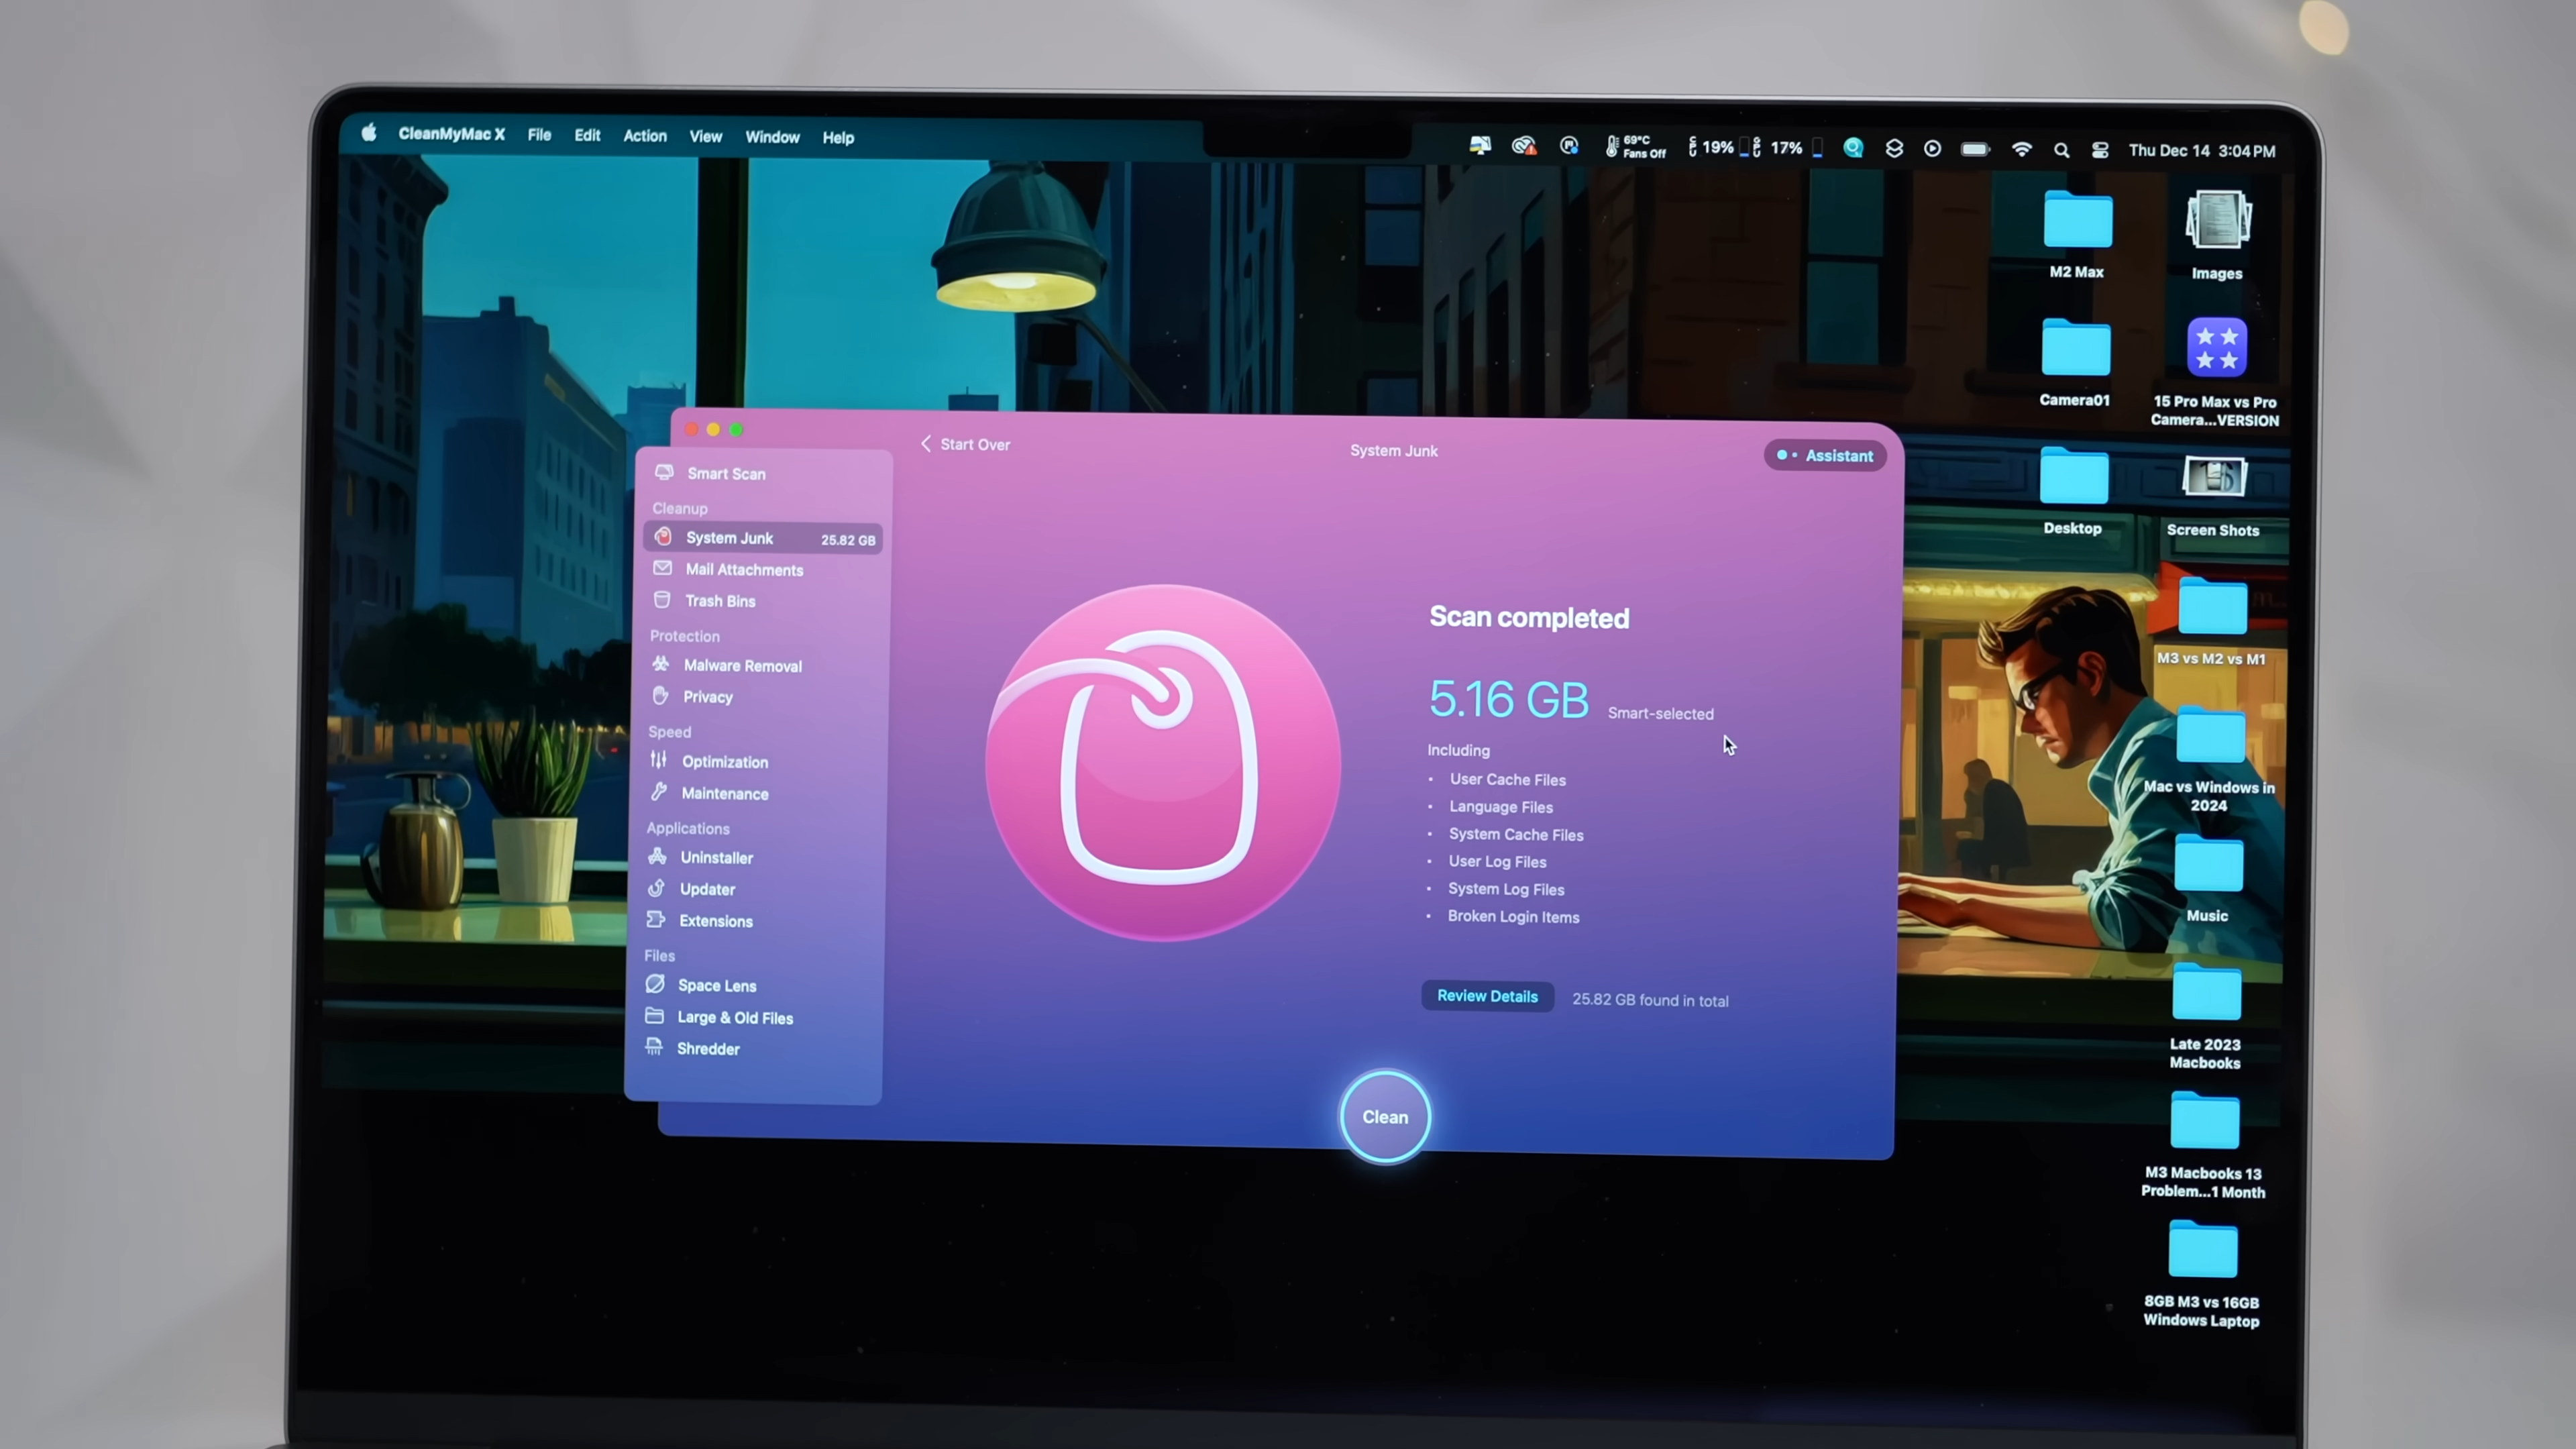 CleanMyMac X File Edit Action View Window Help
69°C
Fans Off
CPU 19% GPU 17%
Thu Dec 14 3:04 PM
M2 Max
Images
Camera01
15 Pro Max vs Pro
Camera...VERSION
Desktop
Screen Shots
M3 vs M2 vs M1
Mac vs Windows in
2024
Music
Late 2023
Macbooks
M3 Macbooks 13
Problem...1 Month
8GB M3 vs 16GB
Windows Laptop
Start Over
System Junk
Assistant
Smart Scan
Cleanup
System Junk 25.82 GB
Mail Attachments
Trash Bins
Protection
Malware Removal
Privacy
Speed
Optimization
Maintenance
Applications
Uninstaller
Updater
Extensions
Files
Space Lens
Large & Old Files
Shredder
Scan completed
5.16 GB Smart-selected
Including
• User Cache Files
• Language Files
• System Cache Files
• User Log Files
• System Log Files
• Broken Login Items
Review Details 25.82 GB found in total
Clean